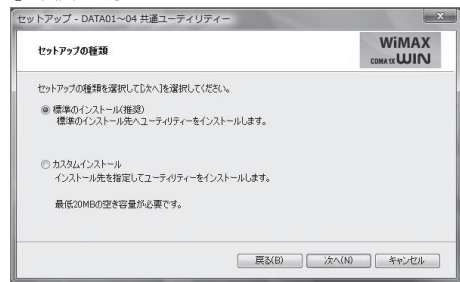 セットアップ - DATA01～04 共通ユーティリティー
セットアップの種類
WiMAX
CDMA 1X WIN
セットアップの種類を選択して[次へ]を選択してください。
標準のインストール(推奨)
標準のインストール先へユーティリティーをインストールします。
カスタムインストール
インストール先を指定してユーティリティーをインストールします。
最低20MBの空き容量が必要です。
戻る(B)
次へ(N)
キャンセル